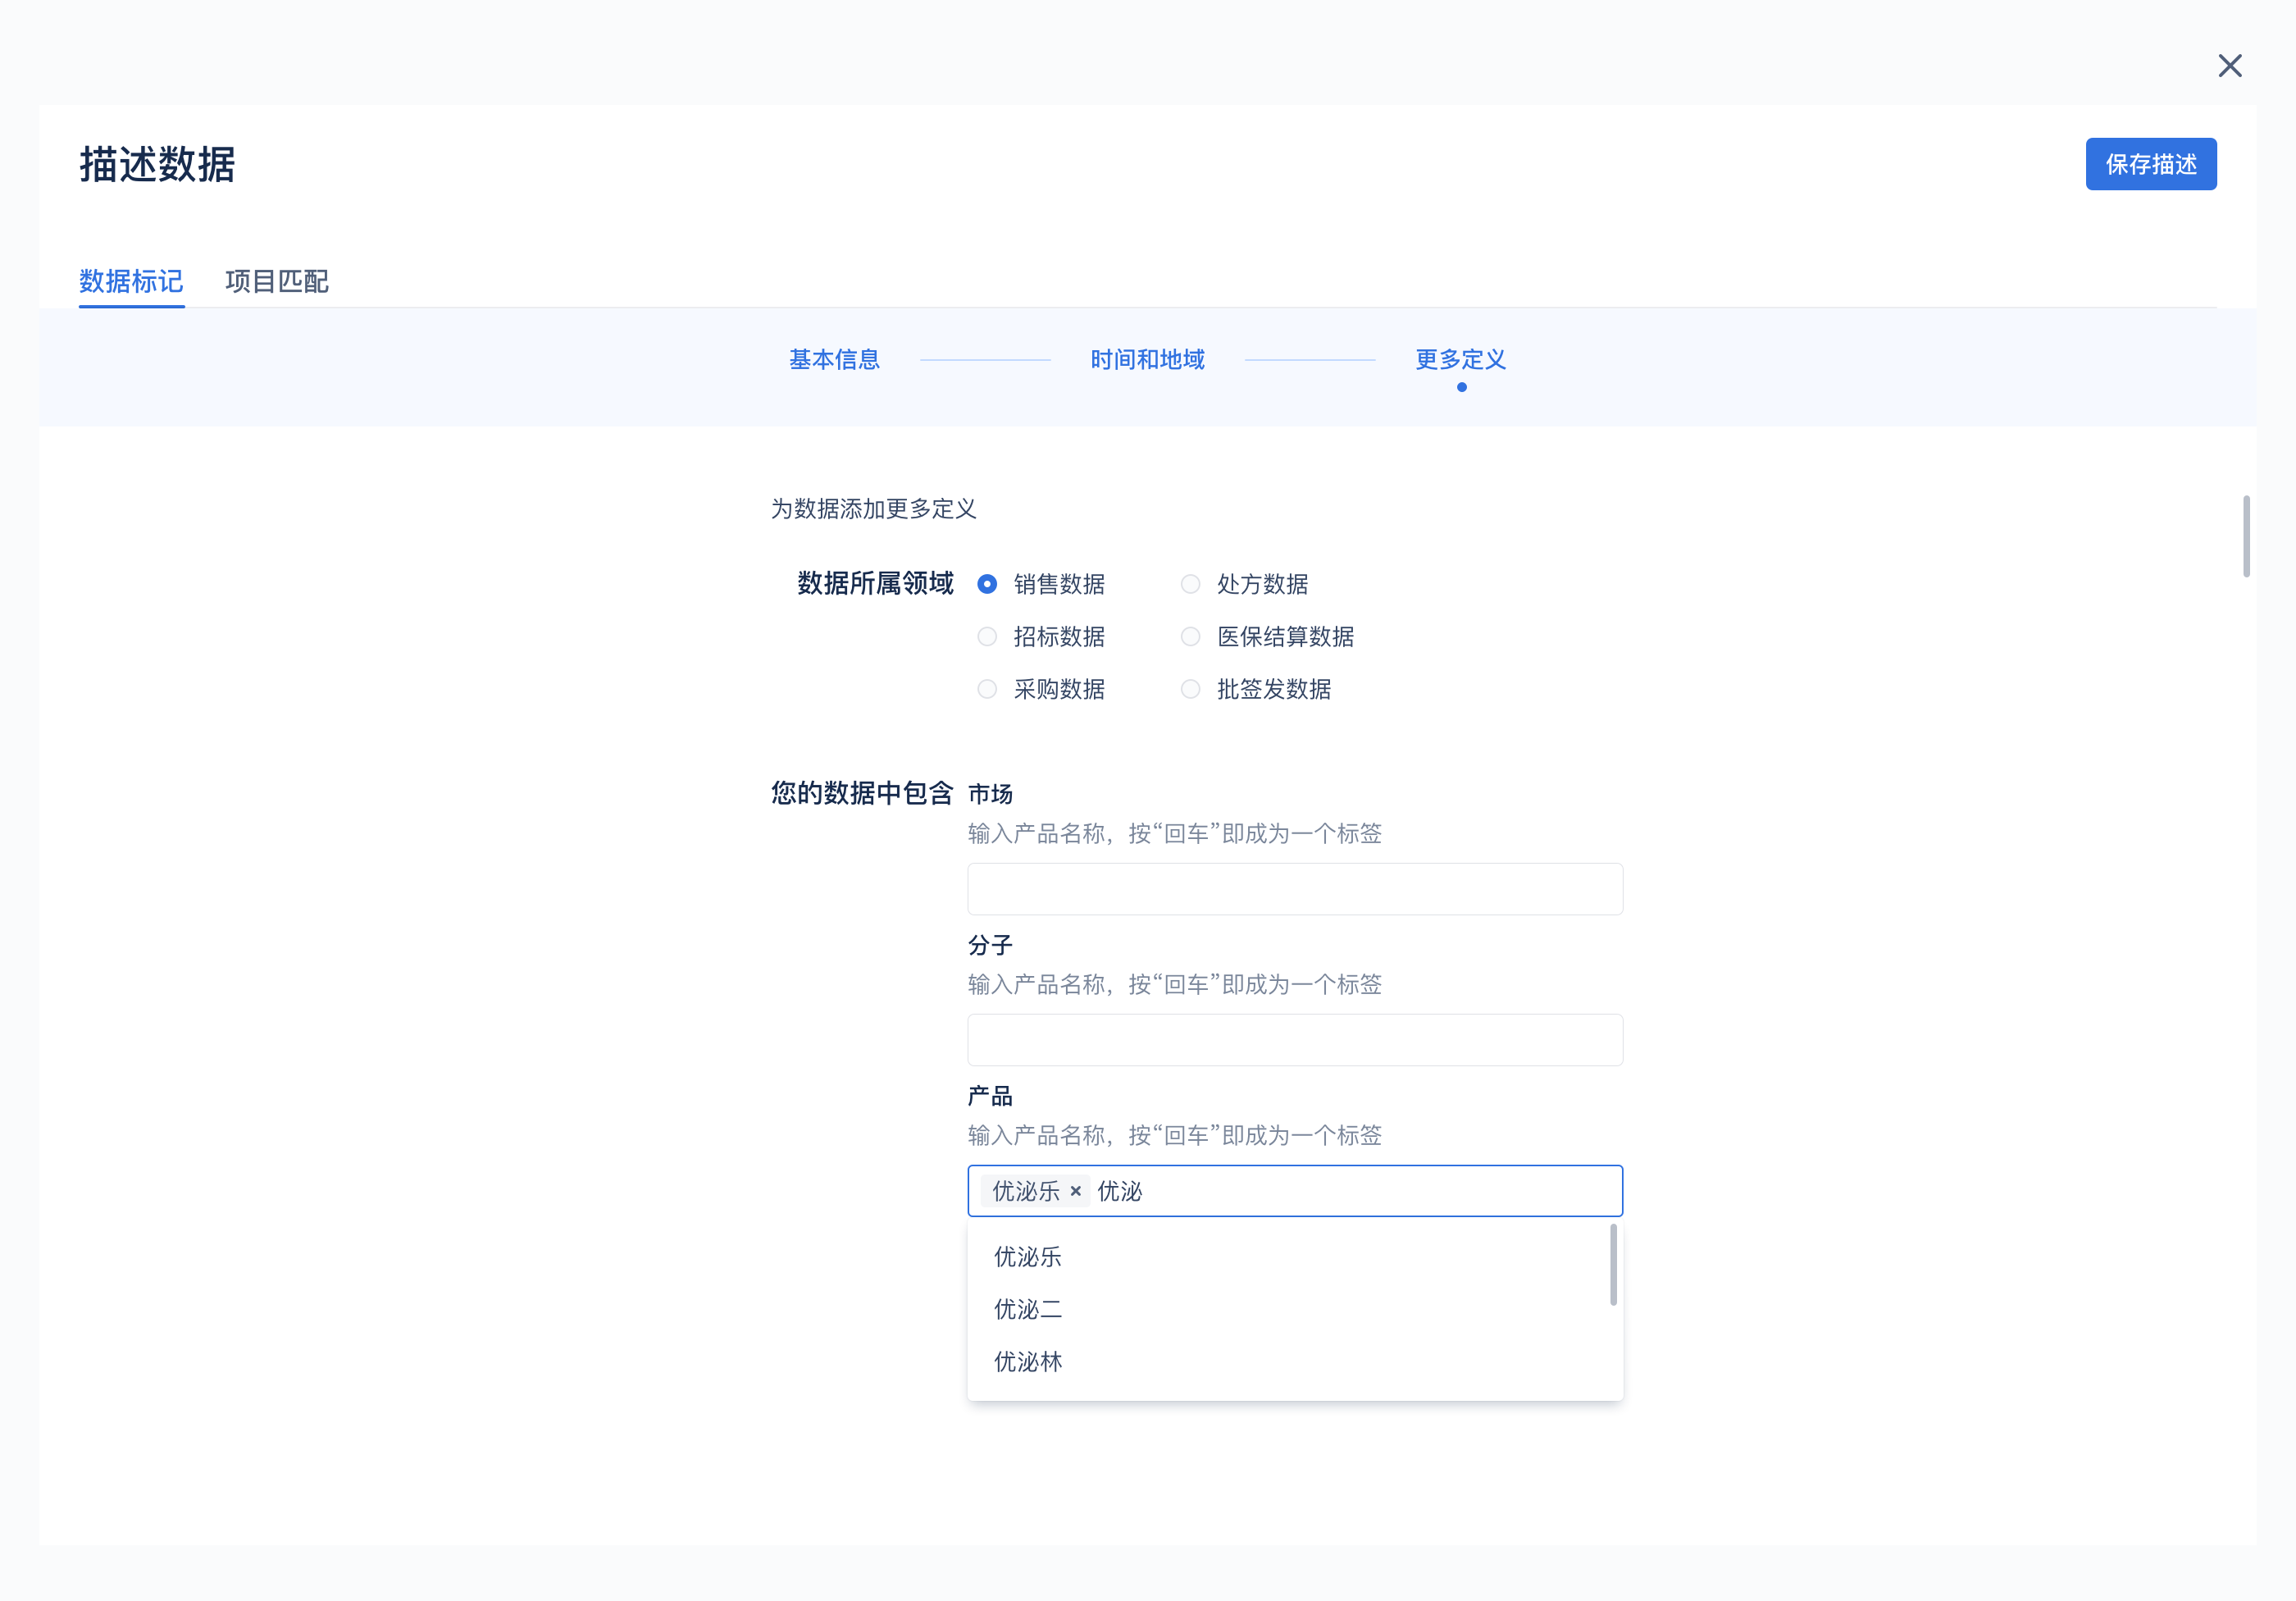 描述数据
保存描述
数据标记 项目匹配
基本信息 时间和地域 更多定义
为数据添加更多定义
数据所属领域 销售数据 处方数据
招标数据 医保结算数据
采购数据 批签发数据
您的数据中包含 市场
输入产品名称，按“回车”即成为一个标签
分子
输入产品名称，按“回车”即成为一个标签
产品
输入产品名称，按“回车”即成为一个标签
优泌乐 × 优泌
优泌乐
优泌二
优泌林